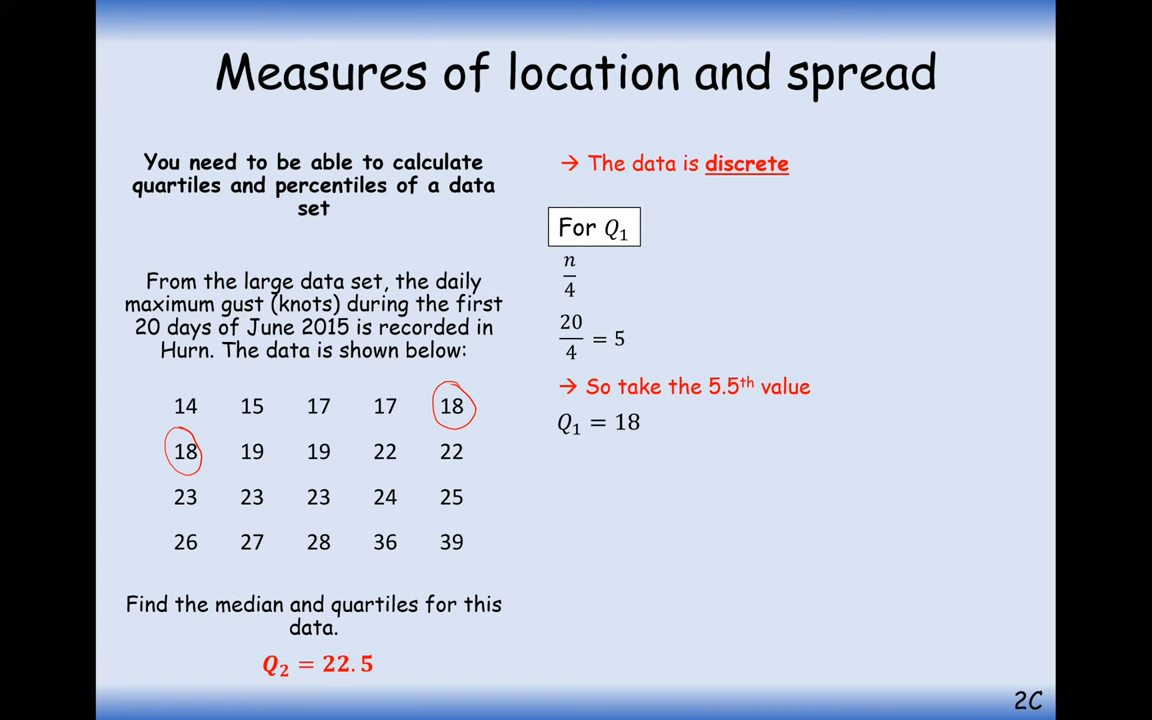 Measures of location and spread
You need to be able to calculate
quartiles and percentiles of a data
set
From the large data set, the daily
maximum gust (knots) during the first
20 days of June 2015 is recorded in
Hurn. The data is shown below:
14 15 17 17 18
18 19 19 22 22
23 23 23 24 25
26 27 28 36 39
Find the median and quartiles for this
data.
Q₂ = 22.5
→ The data is discrete
For Q₁
n/4
20/4 = 5
→ So take the 5.5ᵗʰ value
Q₁ = 18
2C